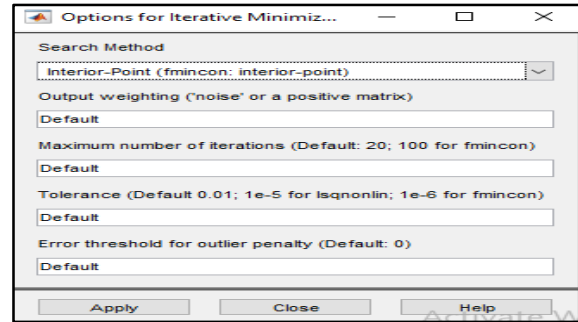 Options for Iterative Minimiz...
Search Method
Interior-Point (fmincon: interior-point)
Output weighting ('noise' or a positive matrix)
Default
Maximum number of iterations (Default: 20; 100 for fmincon)
Default
Tolerance (Default 0.01; 1e-5 for lsqnonlin; 1e-6 for fmincon)
Default
Error threshold for outlier penalty (Default: 0)
Default
Apply Close Help
Activate W